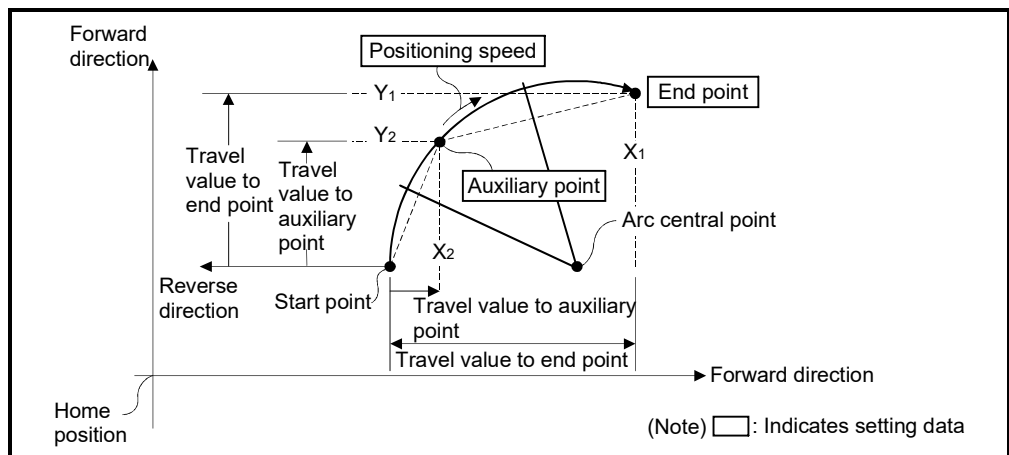 Forward
direction
Positioning speed
Y1
End point
Y2
X1
Travel
value to
end point
Travel
value to
auxiliary
point
Auxiliary point
Arc central point
X2
Reverse
direction
Start point
Travel value to auxiliary
point
Travel value to end point
Forward direction
Home
position
(Note) : Indicates setting data